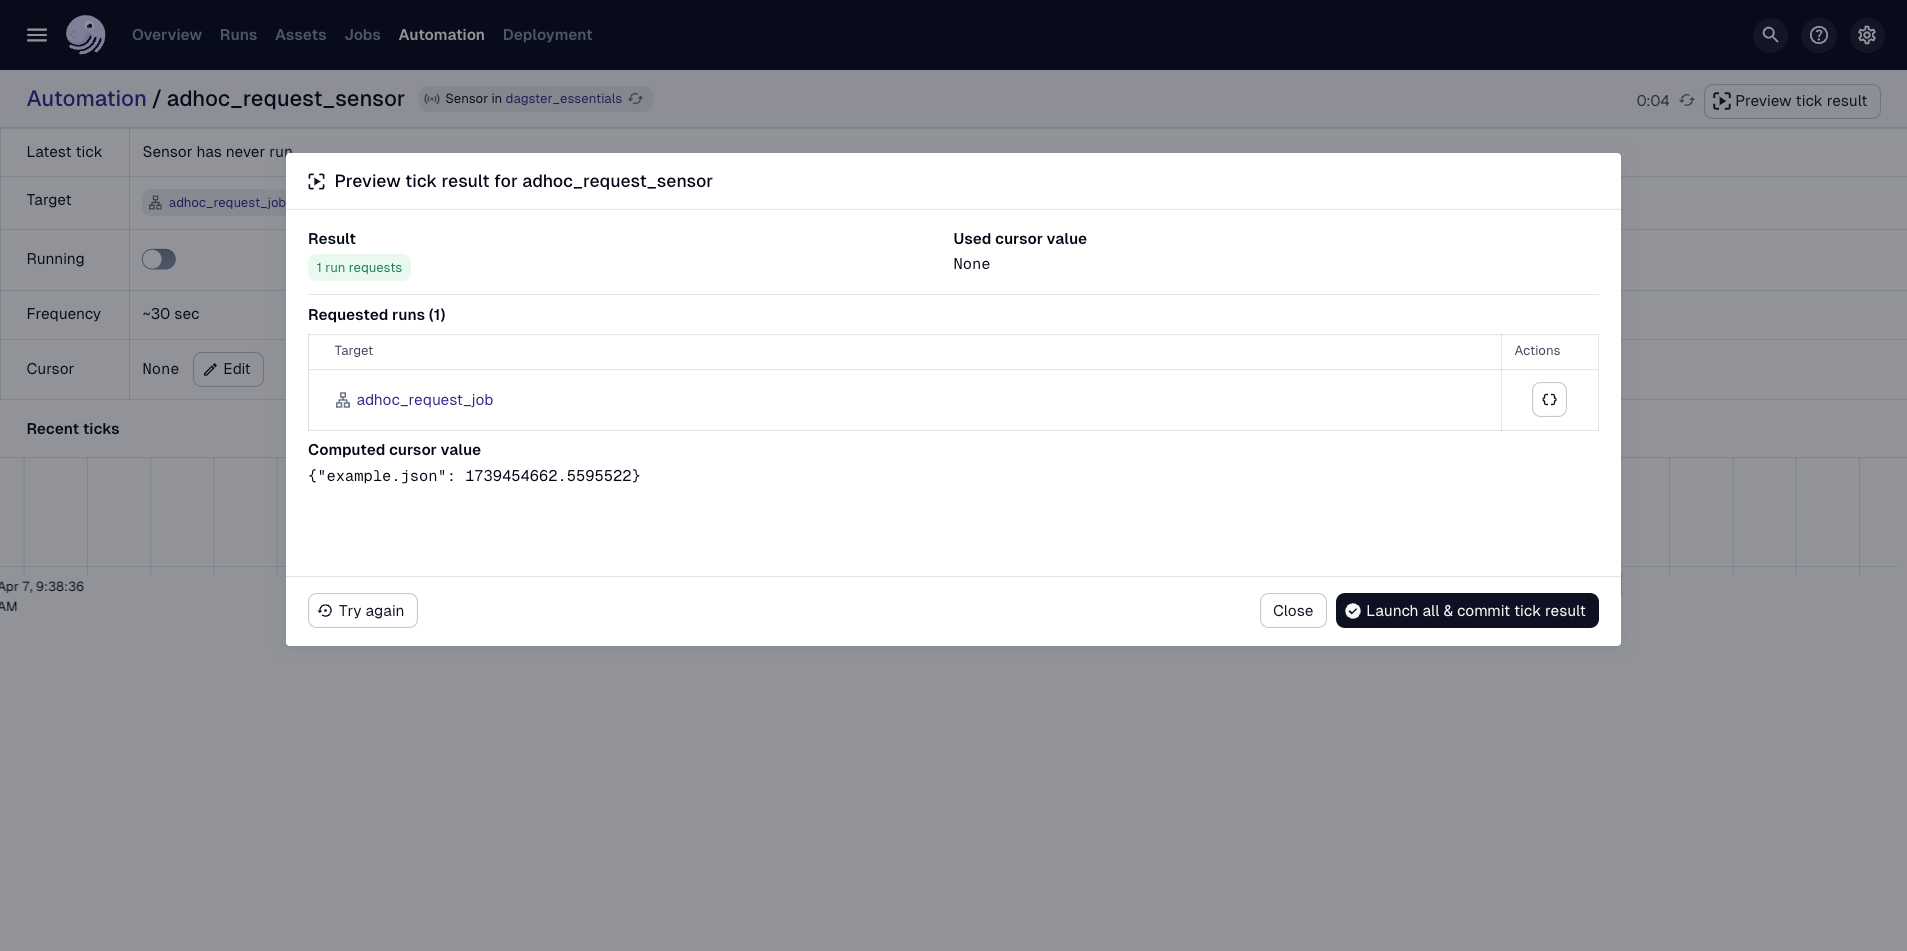 Overview Runs Assets Jobs Automation Deployment
Automation / adhoc_request_sensor Sensor in dagster_essentials 0:04 Preview tick result
Latest tick Sensor has never run
Target adhoc_request_job
Running
Frequency ~30 sec
Cursor None Edit
Recent ticks
Apr 7, 9:38:36
AM
Preview tick result for adhoc_request_sensor
Result Used cursor value
1 run requests None
Requested runs (1)
Target Actions
adhoc_request_job {}
Computed cursor value
{"example.json": 1739454662.5595522}
Try again Close Launch all & commit tick result